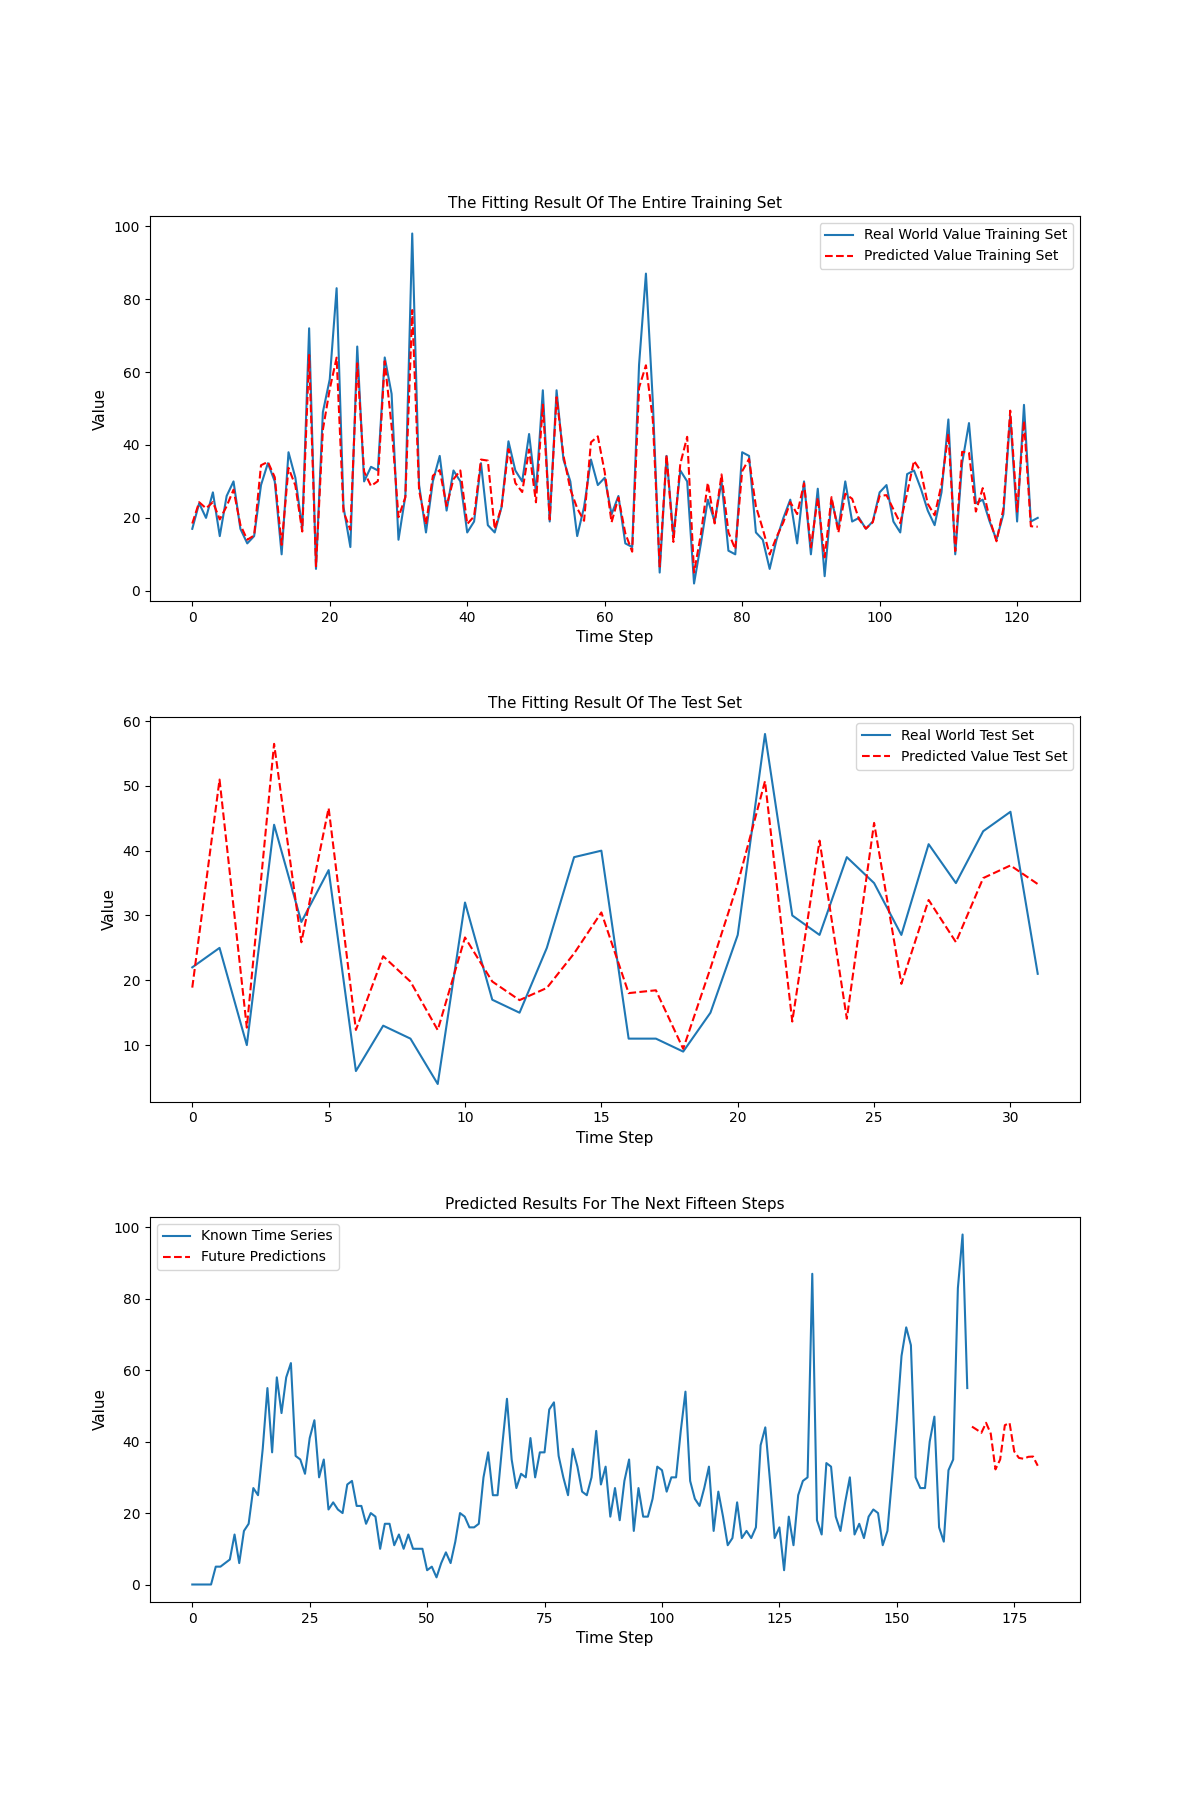 The Fitting Result Of The Entire Training Set
Real World Value Training Set
Predicted Value Training Set
100
80
60
40
20
0
Value
0 20 40 60 80 100 120
Time Step
The Fitting Result Of The Test Set
Real World Test Set
Predicted Value Test Set
60
50
40
30
20
10
Value
0 5 10 15 20 25 30
Time Step
Predicted Results For The Next Fifteen Steps
Known Time Series
Future Predictions
100
80
60
40
20
0
Value
0 25 50 75 100 125 150 175
Time Step